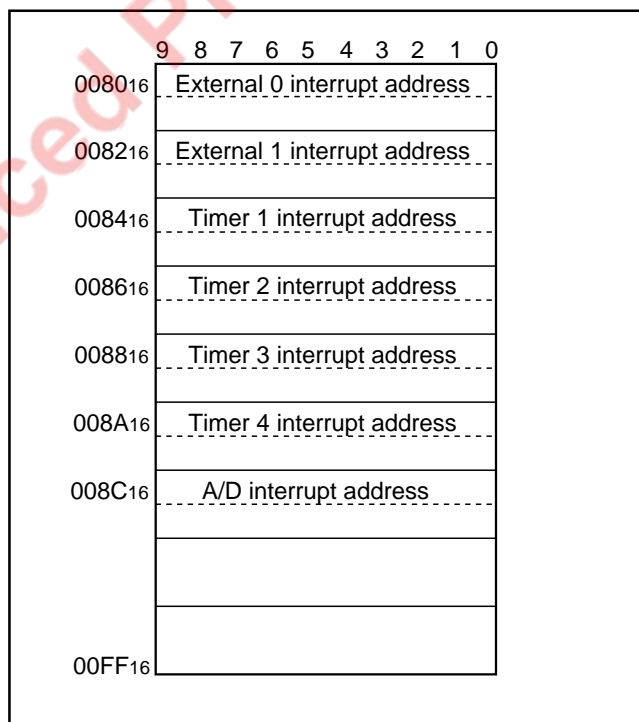 9 8 7 6 5 4 3 2 1 0
008016 External 0 interrupt address
008216 External 1 interrupt address
008416 Timer 1 interrupt address
008616 Timer 2 interrupt address
008816 Timer 3 interrupt address
008A16 Timer 4 interrupt address
008C16 A/D interrupt address
00FF16